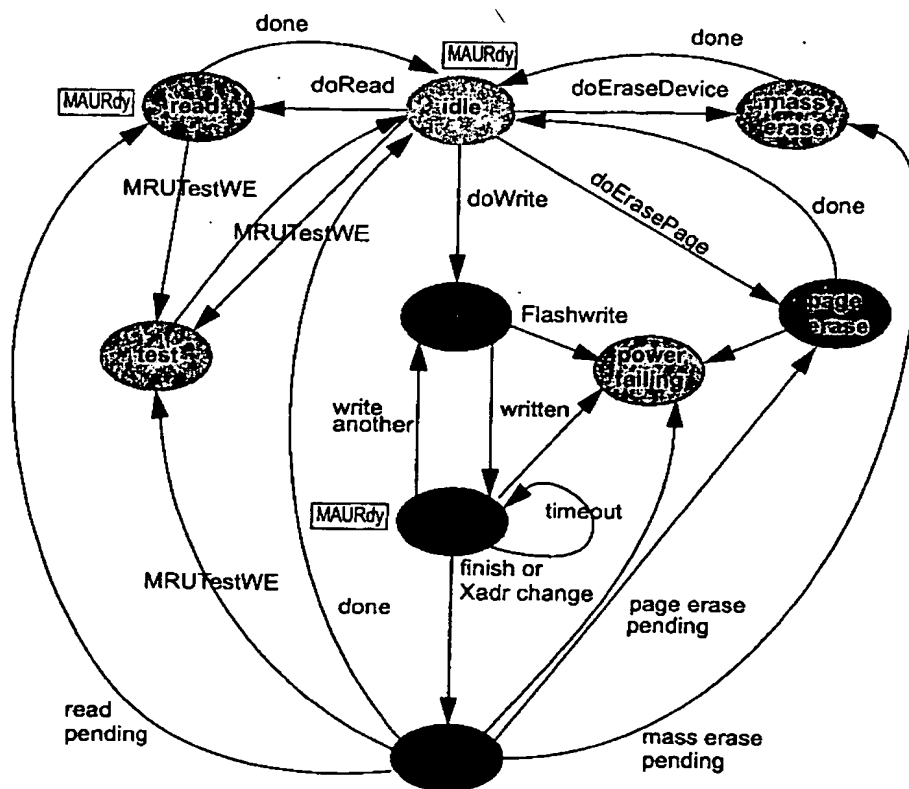 done
MAURdy
done
MAURdy
read
doRead
idle
doEraseDevice
mass
erase
MRUTestWE
MRUTestWE
doWrite
doErasePage
done
test
Flashwrite
power
failing
page
erase
write
another
written
MAURdy
timeout
MRUTestWE
done
finish or
Xadr change
page erase
pending
read
pending
mass erase
pending